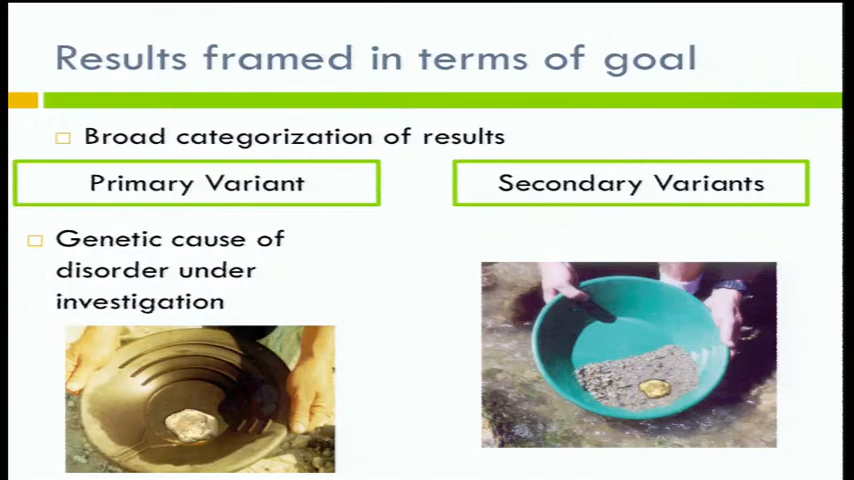 Results framed in terms of goal
Broad categorization of results
Primary Variant
Secondary Variants
Genetic cause of
disorder under
investigation